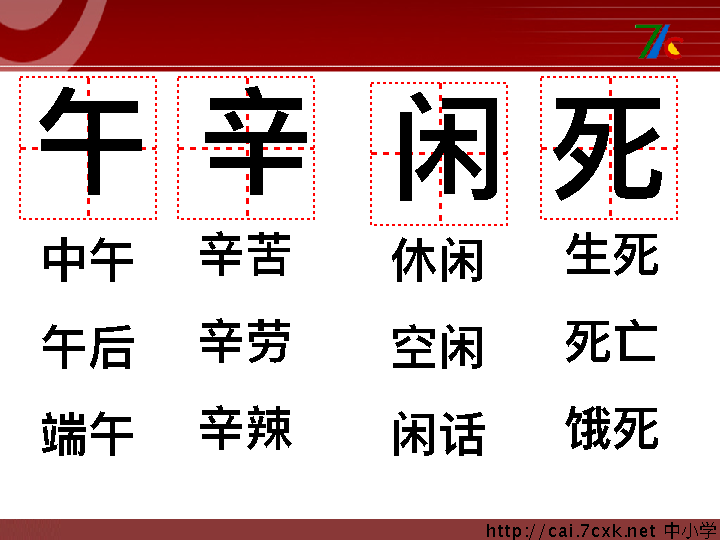 午 辛 闲 死
中午 辛苦 休闲 生死
午后 辛劳 空闲 死亡
端午 辛辣 闲话 饿死
http://cai.7cxk.net 中小学